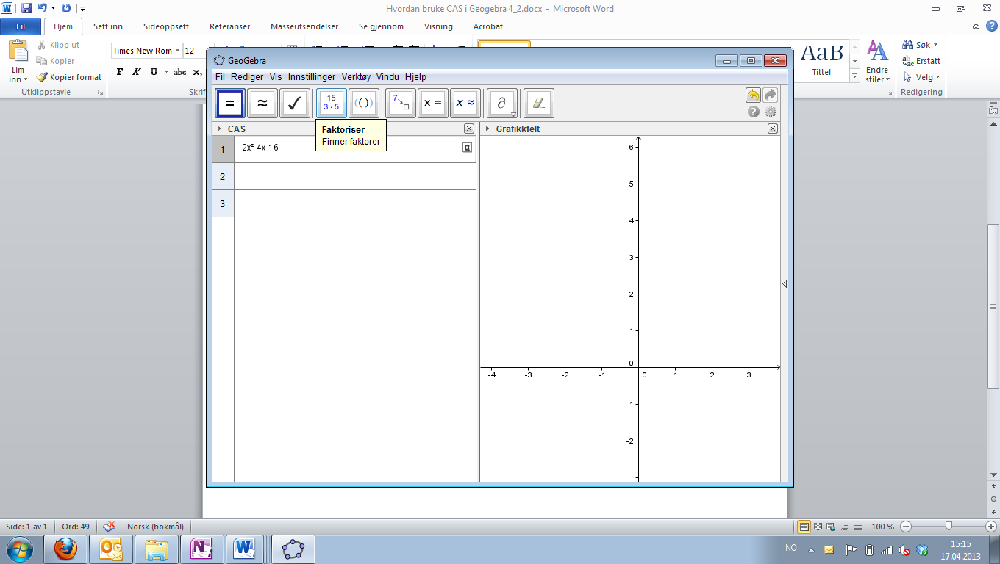 Hvordan bruke CAS i Geogebra 4_2.docx - Microsoft Word
Fil Hjem Sett inn Sideoppsett Referanser Masseutsendelser Se gjennom Visning Acrobat
Lim inn
Klipp ut
Kopier
Kopier format
Utklippstavle
Times New Rom 12
F K U abc x₂
Skrif
AaB
Tittel
Endre stiler
Søk
Erstatt
Velg
Redigering
GeoGebra
Fil Rediger Vis Innstillinger Verktøy Vindu Hjelp
= ≈ ✓ 15 3 · 5 ( ) 7 x = x ≈ ∂
CAS
Faktoriser
Finner faktorer
Grafikkfelt
1 2x²-4x-16 α
2
3
6
5
4
3
2
1
0
-4 -3 -2 -1 0 1 2 3
-1
-2
Side: 1 av 1 Ord: 49 Norsk (bokmål) 100 %
NO
15:15
17.04.2013